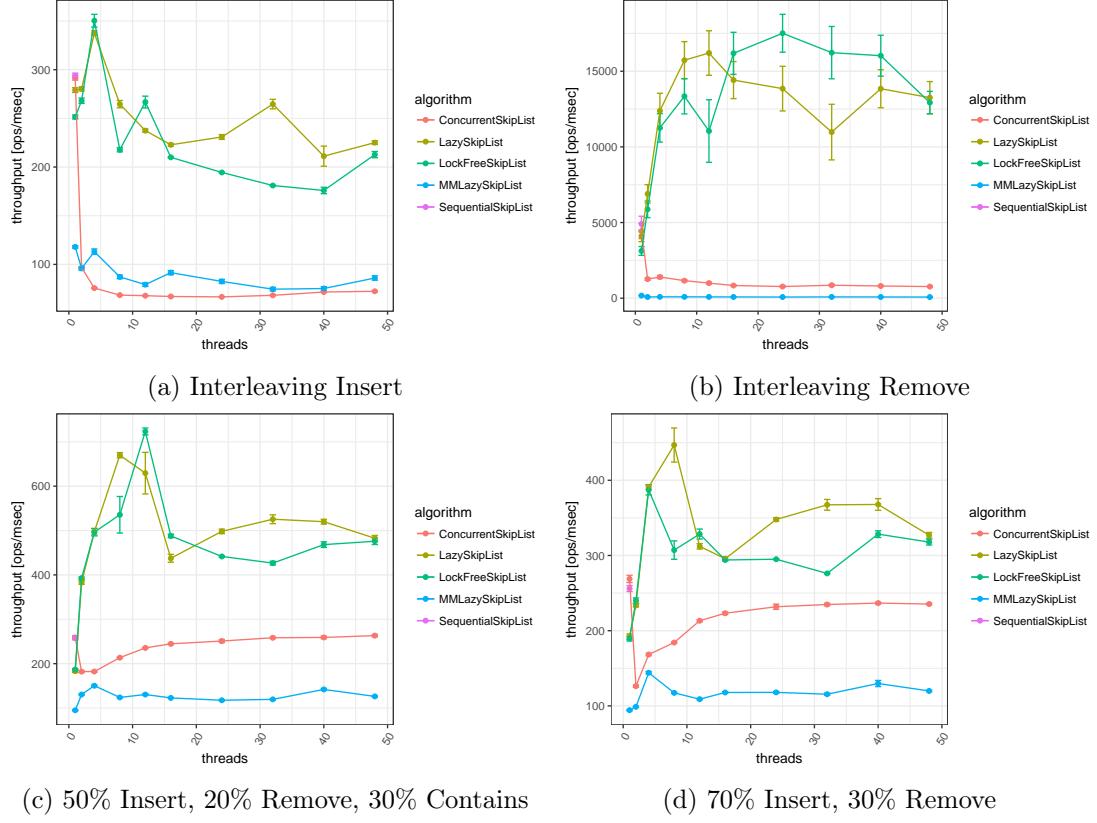 throughput [ops/msec]
300
200
100
0
10
20
30
40
50
threads
algorithm
ConcurrentSkipList
LazySkipList
LockFreeSkipList
MMLazySkipList
SequentialSkipList
(a) Interleaving Insert
throughput [ops/msec]
15000
10000
5000
0
0
10
20
30
40
50
threads
algorithm
ConcurrentSkipList
LazySkipList
LockFreeSkipList
MMLazySkipList
SequentialSkipList
(b) Interleaving Remove
throughput [ops/msec]
600
400
200
0
10
20
30
40
50
threads
algorithm
ConcurrentSkipList
LazySkipList
LockFreeSkipList
MMLazySkipList
SequentialSkipList
(c) 50% Insert, 20% Remove, 30% Contains
throughput [ops/msec]
400
300
200
100
0
10
20
30
40
50
threads
algorithm
ConcurrentSkipList
LazySkipList
LockFreeSkipList
MMLazySkipList
SequentialSkipList
(d) 70% Insert, 30% Remove